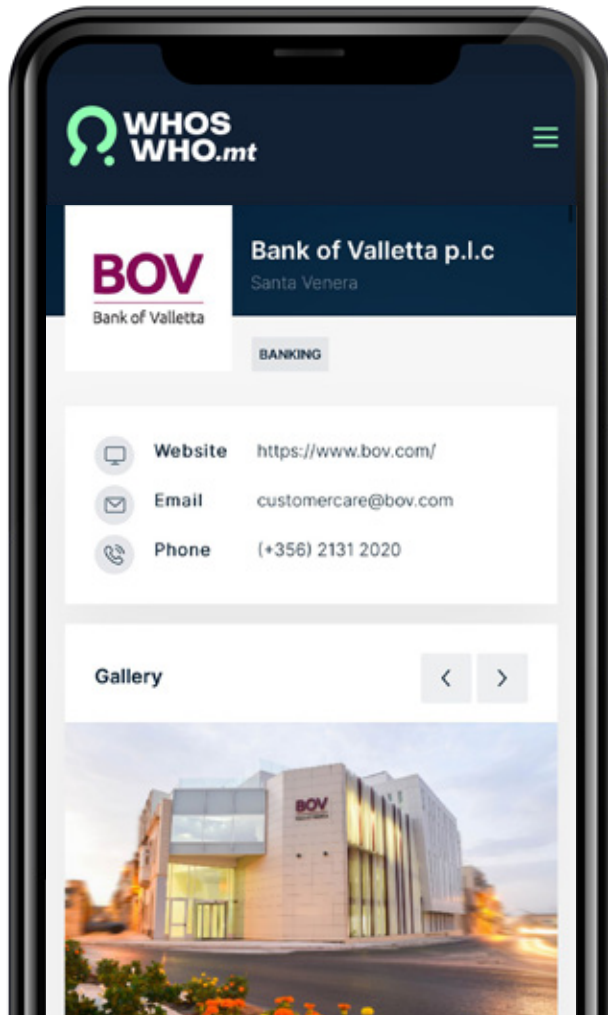 WHOS
WHO.mt
BOV
Bank of Valletta
Bank of Valletta p.l.c
Santa Venera
BANKING
Website https://www.bov.com/
Email customercare@bov.com
Phone (+356) 2131 2020
Gallery
BOV